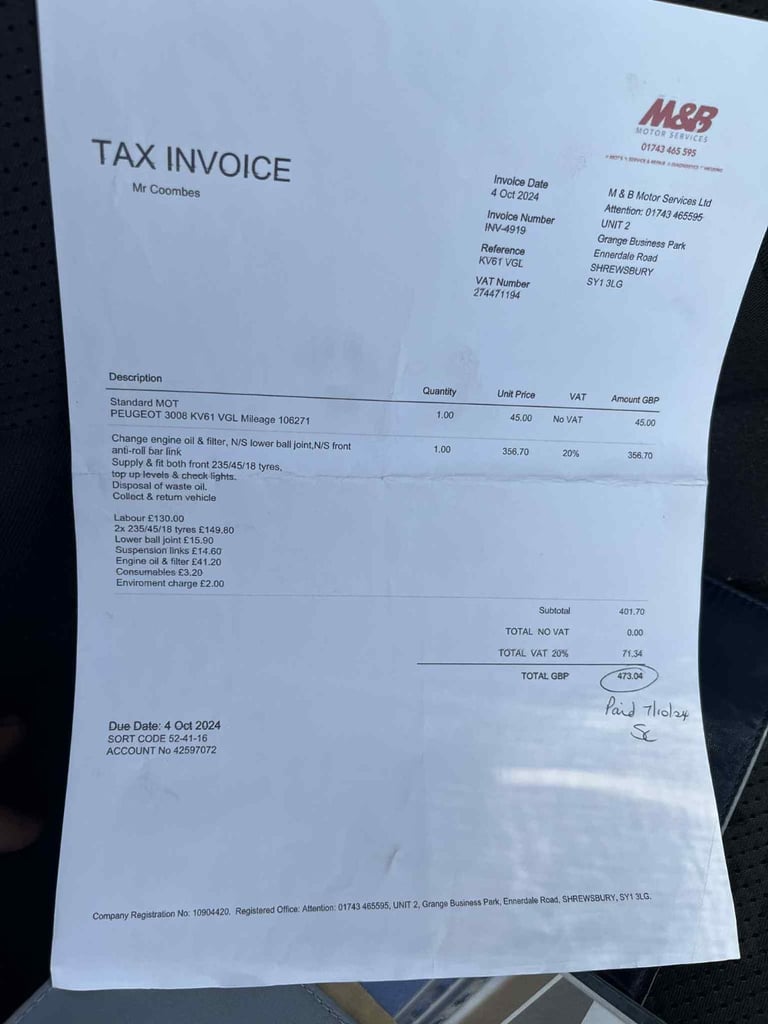 M&B
MOTOR SERVICES
01743 465 595
TAX INVOICE
Mr Coombes
Invoice Date
4 Oct 2024
Invoice Number
INV-4919
Reference
KV61 VGL
VAT Number
274471194
M & B Motor Services Ltd
Attention: 01743 465595
UNIT 2
Grange Business Park
Ennerdale Road
SHREWSBURY
SY1 3LG
Description Quantity Unit Price VAT Amount GBP
Standard MOT
PEUGEOT 3008 KV61 VGL Mileage 106271 1.00 45.00 No VAT 45.00
Change engine oil & filter, N/S lower ball joint,N/S front
anti-roll bar link 1.00 356.70 20% 356.70
Supply & fit both front 235/45/18 tyres,
top up levels & check lights.
Disposal of waste oil.
Collect & return vehicle
Labour £130.00
2x 235/45/18 tyres £149.80
Lower ball joint £15.90
Suspension links £14.60
Engine oil & filter £41.20
Consumables £3.20
Enviroment charge £2.00
Subtotal 401.70
TOTAL NO VAT 0.00
TOTAL VAT 20% 71.34
TOTAL GBP 473.04
Paid 7/10/24
Sc
Due Date: 4 Oct 2024
SORT CODE 52-41-16
ACCOUNT No 42597072
Company Registration No: 10904420. Registered Office: Attention: 01743 465595, UNIT 2, Grange Business Park, Ennerdale Road, SHREWSBURY, SY1 3LG.